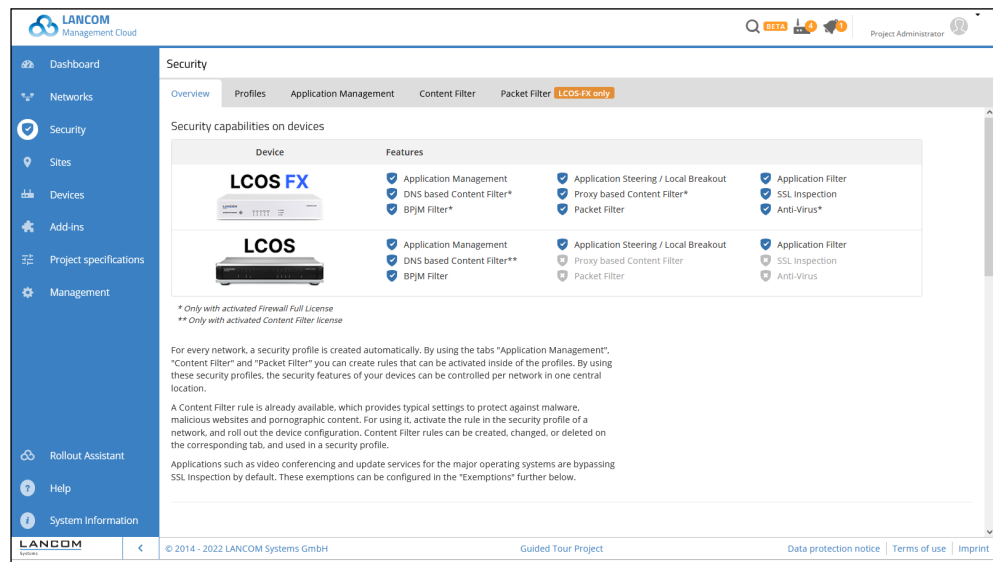 LANCOM
Management Cloud
BETA 4 1 Project Administrator
Dashboard
Networks
Security
Sites
Devices
Add-ins
Project specifications
Management
Rollout Assistant
Help
System Information
LANCOM
Systems
Security
Overview Profiles Application Management Content Filter Packet Filter LCOS-FX only
Security capabilities on devices
Device Features
LCOS FX
Application Management Application Steering / Local Breakout Application Filter
DNS based Content Filter* Proxy based Content Filter* SSL Inspection
BPjM Filter* Packet Filter Anti-Virus*
LCOS
Application Management Application Steering / Local Breakout Application Filter
DNS based Content Filter** Proxy based Content Filter SSL Inspection
BPjM Filter Packet Filter Anti-Virus
* Only with activated Firewall Full License
** Only with activated Content Filter license
For every network, a security profile is created automatically. By using the tabs "Application Management",
"Content Filter" and "Packet Filter" you can create rules that can be activated inside of the profiles. By using
these security profiles, the security features of your devices can be controlled per network in one central
location.
A Content Filter rule is already available, which provides typical settings to protect against malware,
malicious websites and pornographic content. For using it, activate the rule in the security profile of a
network, and roll out the device configuration. Content Filter rules can be created, changed, or deleted on
the corresponding tab, and used in a security profile.
Applications such as video conferencing and update services for the major operating systems are bypassing
SSL Inspection by default. These exemptions can be configured in the "Exemptions" further below.
© 2014 - 2022 LANCOM Systems GmbH Guided Tour Project Data protection notice Terms of use Imprint